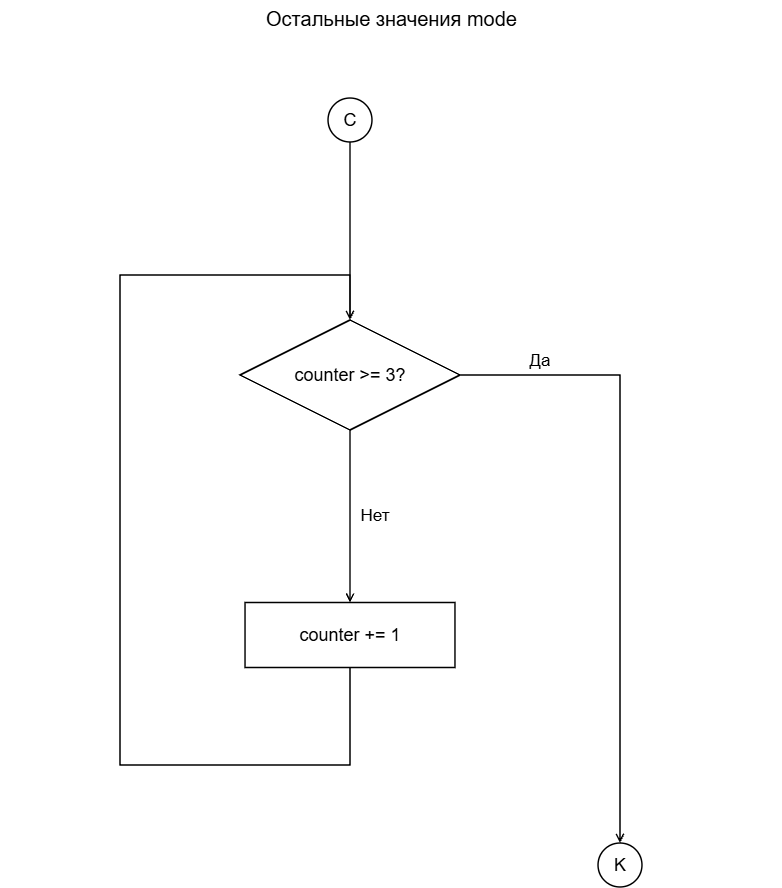 Остальные значения mode
C
counter >= 3?
Да
Нет
counter += 1
K